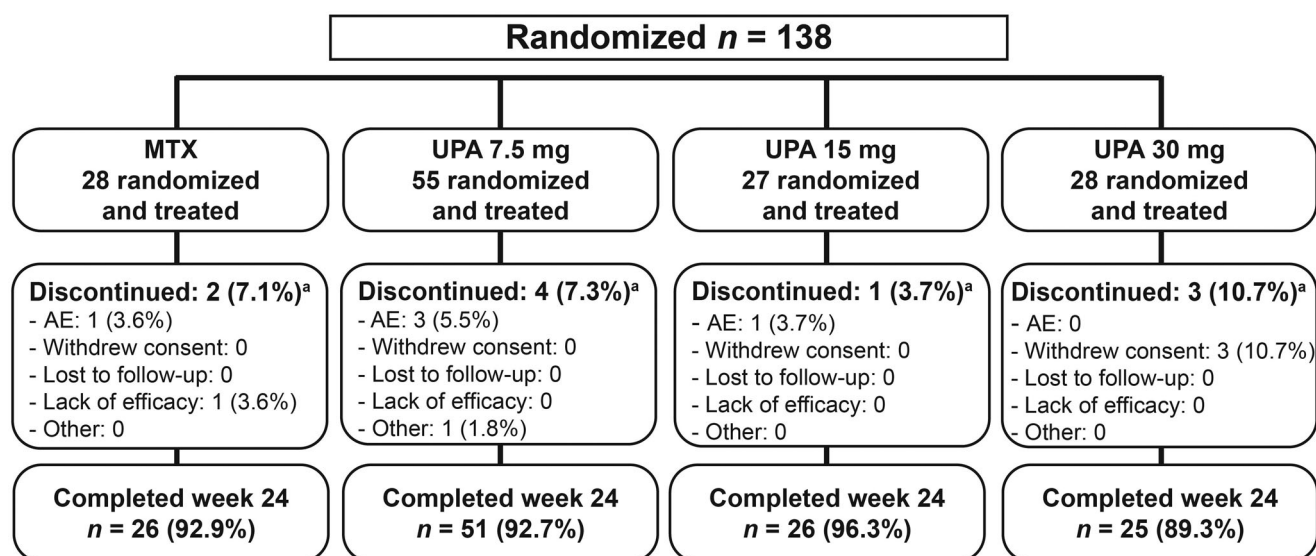 Randomized n = 138
MTX
28 randomized
and treated
UPA 7.5 mg
55 randomized
and treated
UPA 15 mg
27 randomized
and treated
UPA 30 mg
28 randomized
and treated
Discontinued: 2 (7.1%)ᵃ
- AE: 1 (3.6%)
- Withdrew consent: 0
- Lost to follow-up: 0
- Lack of efficacy: 1 (3.6%)
- Other: 0
Discontinued: 4 (7.3%)ᵃ
- AE: 3 (5.5%)
- Withdrew consent: 0
- Lost to follow-up: 0
- Lack of efficacy: 0
- Other: 1 (1.8%)
Discontinued: 1 (3.7%)ᵃ
- AE: 1 (3.7%)
- Withdrew consent: 0
- Lost to follow-up: 0
- Lack of efficacy: 0
- Other: 0
Discontinued: 3 (10.7%)ᵃ
- AE: 0
- Withdrew consent: 3 (10.7%)
- Lost to follow-up: 0
- Lack of efficacy: 0
- Other: 0
Completed week 24
n = 26 (92.9%)
Completed week 24
n = 51 (92.7%)
Completed week 24
n = 26 (96.3%)
Completed week 24
n = 25 (89.3%)